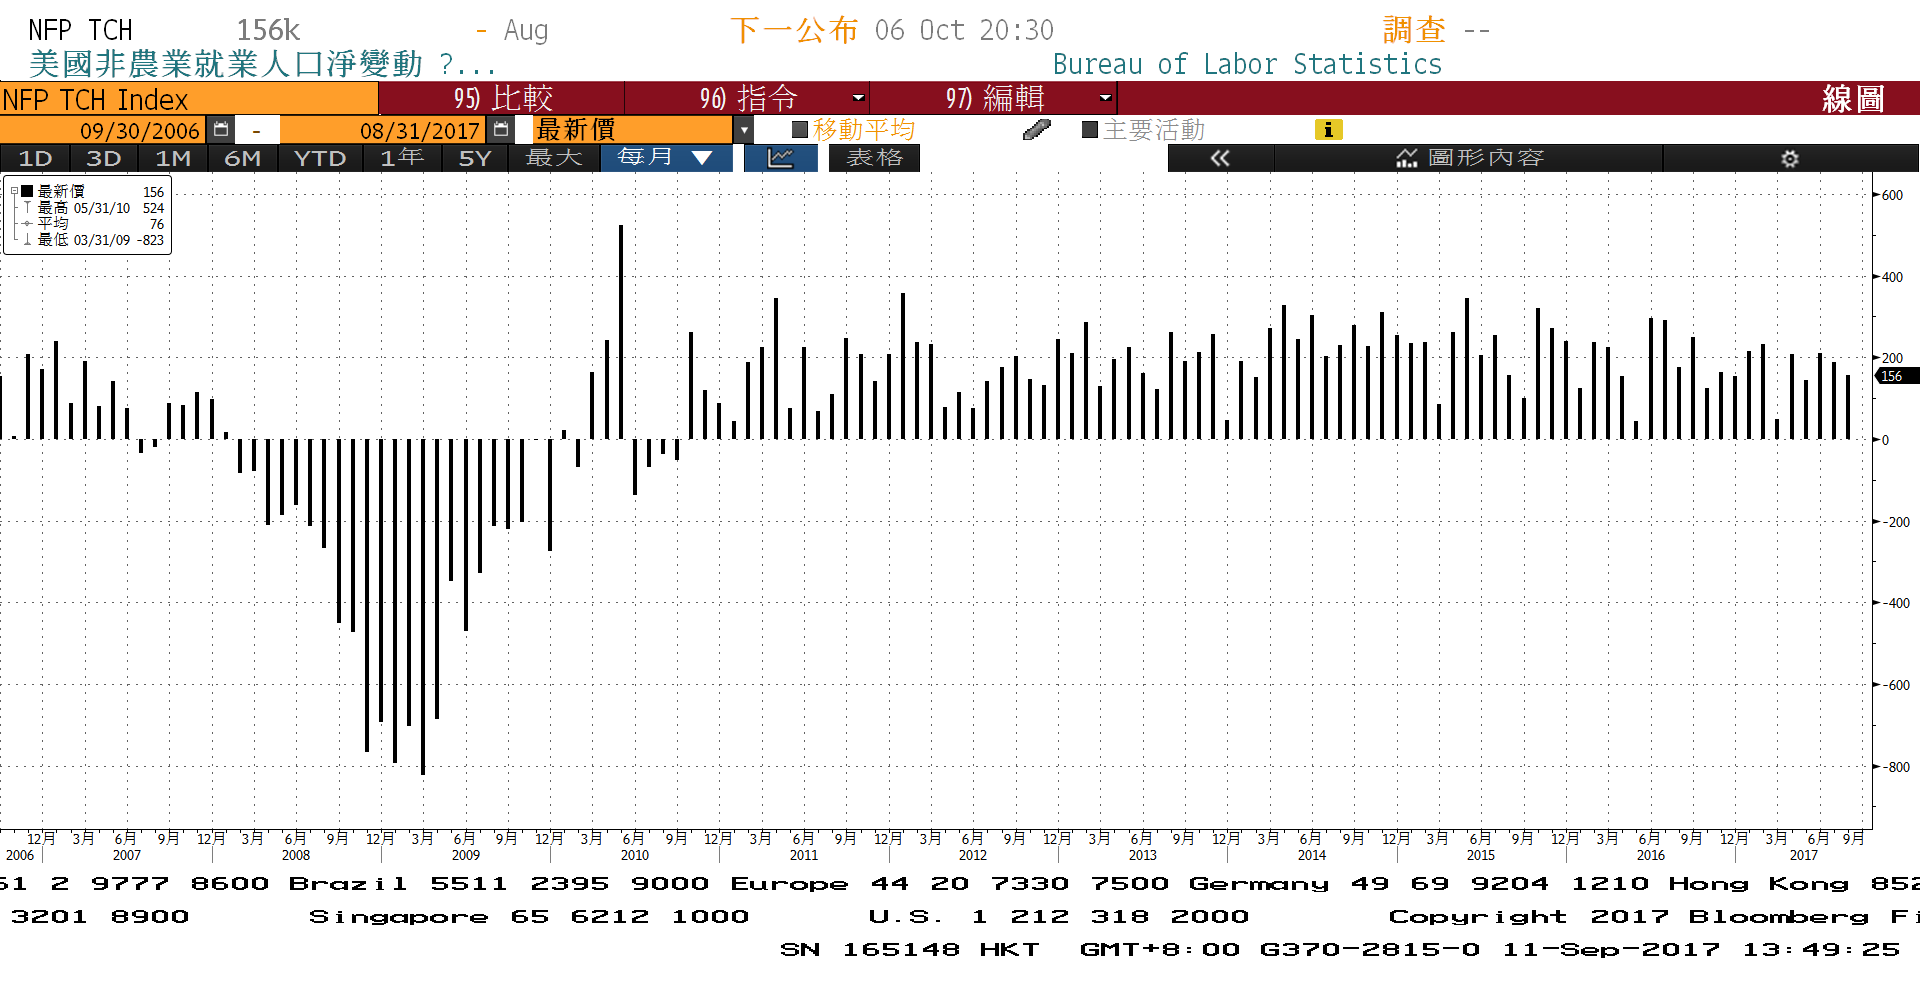 NFP TCH 156k - Aug 下一公布 06 Oct 20:30 調查 --
美國非農業就業人口淨變動 ?... Bureau of Labor Statistics
NFP TCH Index 95) 比較 96) 指令 97) 編輯 線圖
09/30/2006 - 08/31/2017 最新價 移動平均 主要活動 i
1D 3D 1M 6M YTD 1年 5Y 最大 每月 ▼ 表格 « 圖形內容
最新價 156
最高 05/31/10 524
平均 76
最低 03/31/09 -823
600
400
200
156
0
-200
-400
-600
-800
12月 3月 6月 9月 12月 3月 6月 9月 12月 3月 6月 9月 12月 3月 6月 9月 12月 3月 6月 9月 12月 3月 6月 9月 12月 3月 6月 9月 12月 3月 6月 9月 12月 3月 6月 9月 12月 3月 6月 9月 12月 3月 6月 9月
2006 2007 2008 2009 2010 2011 2012 2013 2014 2015 2016 2017
61 2 9777 8600 Brazil 5511 2395 9000 Europe 44 20 7330 7500 Germany 49 69 9204 1210 Hong Kong 852
3201 8900 Singapore 65 6212 1000 U.S. 1 212 318 2000 Copyright 2017 Bloomberg Fi
SN 165148 HKT GMT+8:00 G370-2815-0 11-Sep-2017 13:49:25